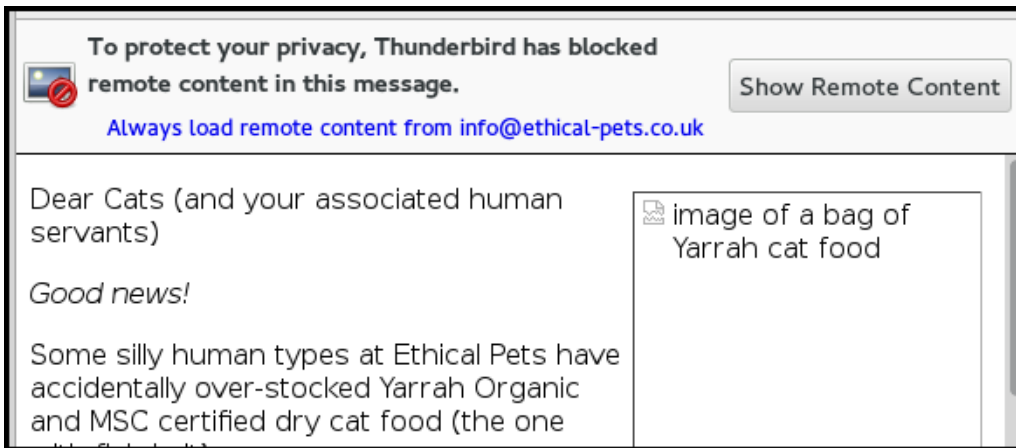 To protect your privacy, Thunderbird has blocked
remote content in this message.
Show Remote Content
Always load remote content from info@ethical-pets.co.uk
Dear Cats (and your associated human
servants)
image of a bag of
Yarrah cat food
Good news!
Some silly human types at Ethical Pets have
accidentally over-stocked Yarrah Organic
and MSC certified dry cat food (the one